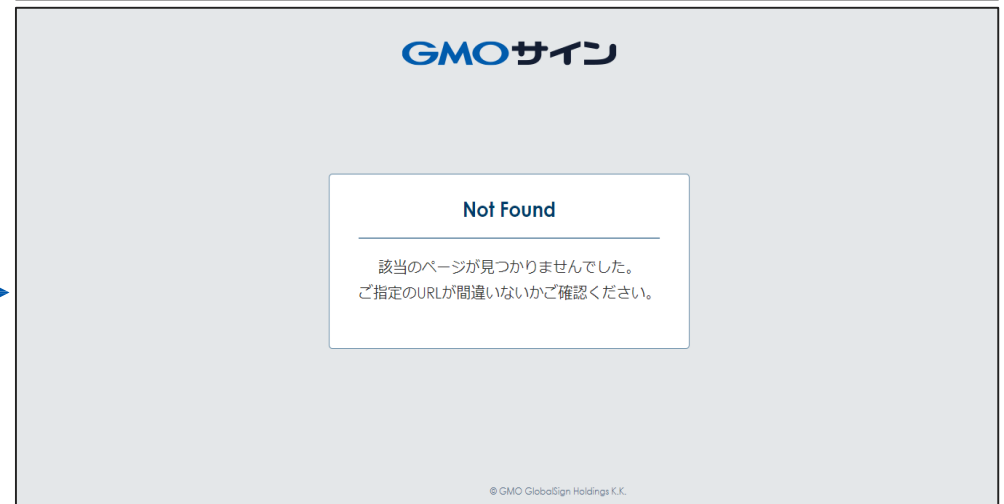 GMOサイン
Not Found
該当のページが見つかりませんでした。
ご指定のURLが間違いないかご確認ください。
© GMO GlobalSign Holdings K.K.